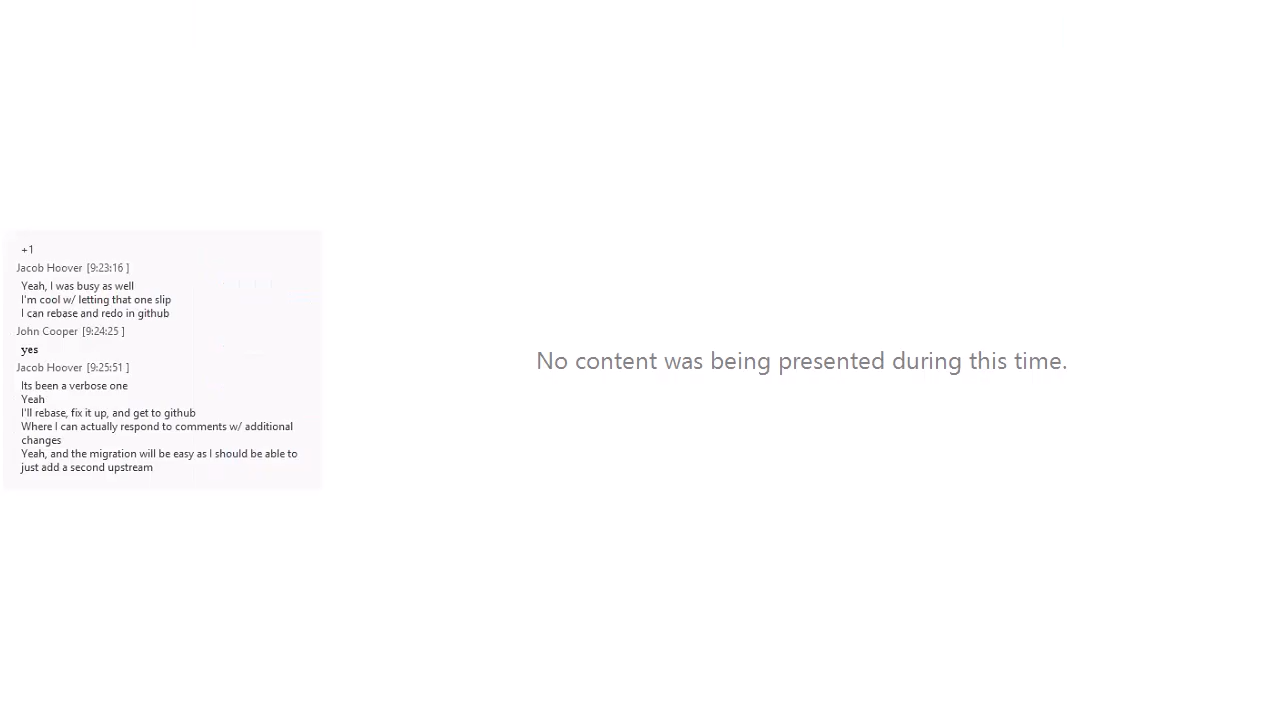 +1
Jacob Hoover [9:23:16 ]
Yeah, I was busy as well
I'm cool w/ letting that one slip
I can rebase and redo in github
John Cooper [9:24:25 ]
yes
Jacob Hoover [9:25:51 ]
Its been a verbose one
Yeah
I'll rebase, fix it up, and get to github
Where I can actually respond to comments w/ additional
changes
Yeah, and the migration will be easy as I should be able to
just add a second upstream
No content was being presented during this time.